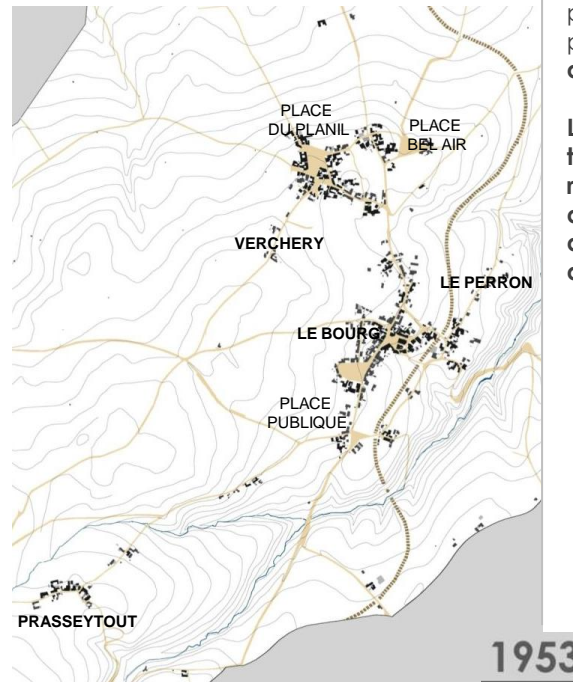 PLACE
DU PLANIL
PLACE
BEL AIR
VERCHERY
LE PERRON
LE BOURG
PLACE
PUBLIQUE
PRASSEYTOUT
1953